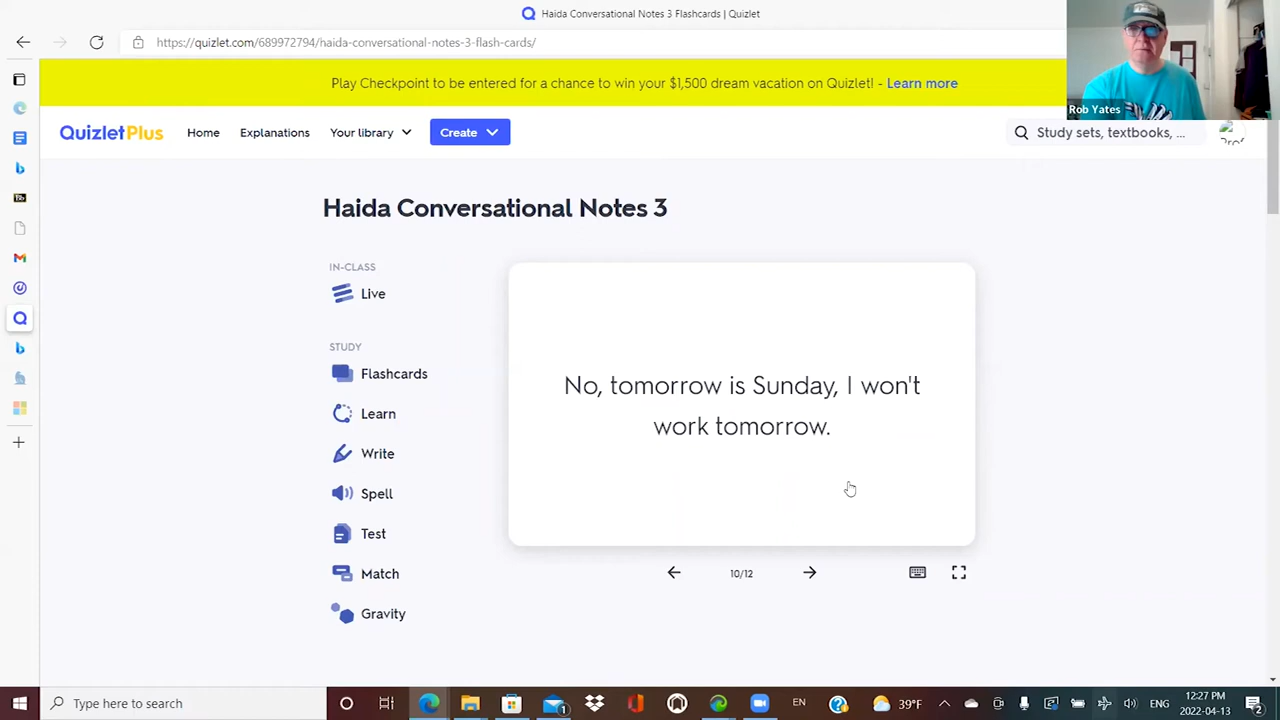 Haida Conversational Notes 3 Flashcards | Quizlet
https://quizlet.com/689972794/haida-conversational-notes-3-flash-cards/
Rob Yates
Play Checkpoint to be entered for a chance to win your $1,500 dream vacation on Quizlet! - Learn more
QuizletPlus
Home
Explanations
Your library
Create
Study sets, textbooks, ...
Haida Conversational Notes 3
IN-CLASS
Live
STUDY
Flashcards
Learn
Write
Spell
Test
Match
Gravity
No, tomorrow is Sunday, I won't
work tomorrow.
10/12
Type here to search
1
EN
39°F
ENG
12:27 PM
2022-04-13
2